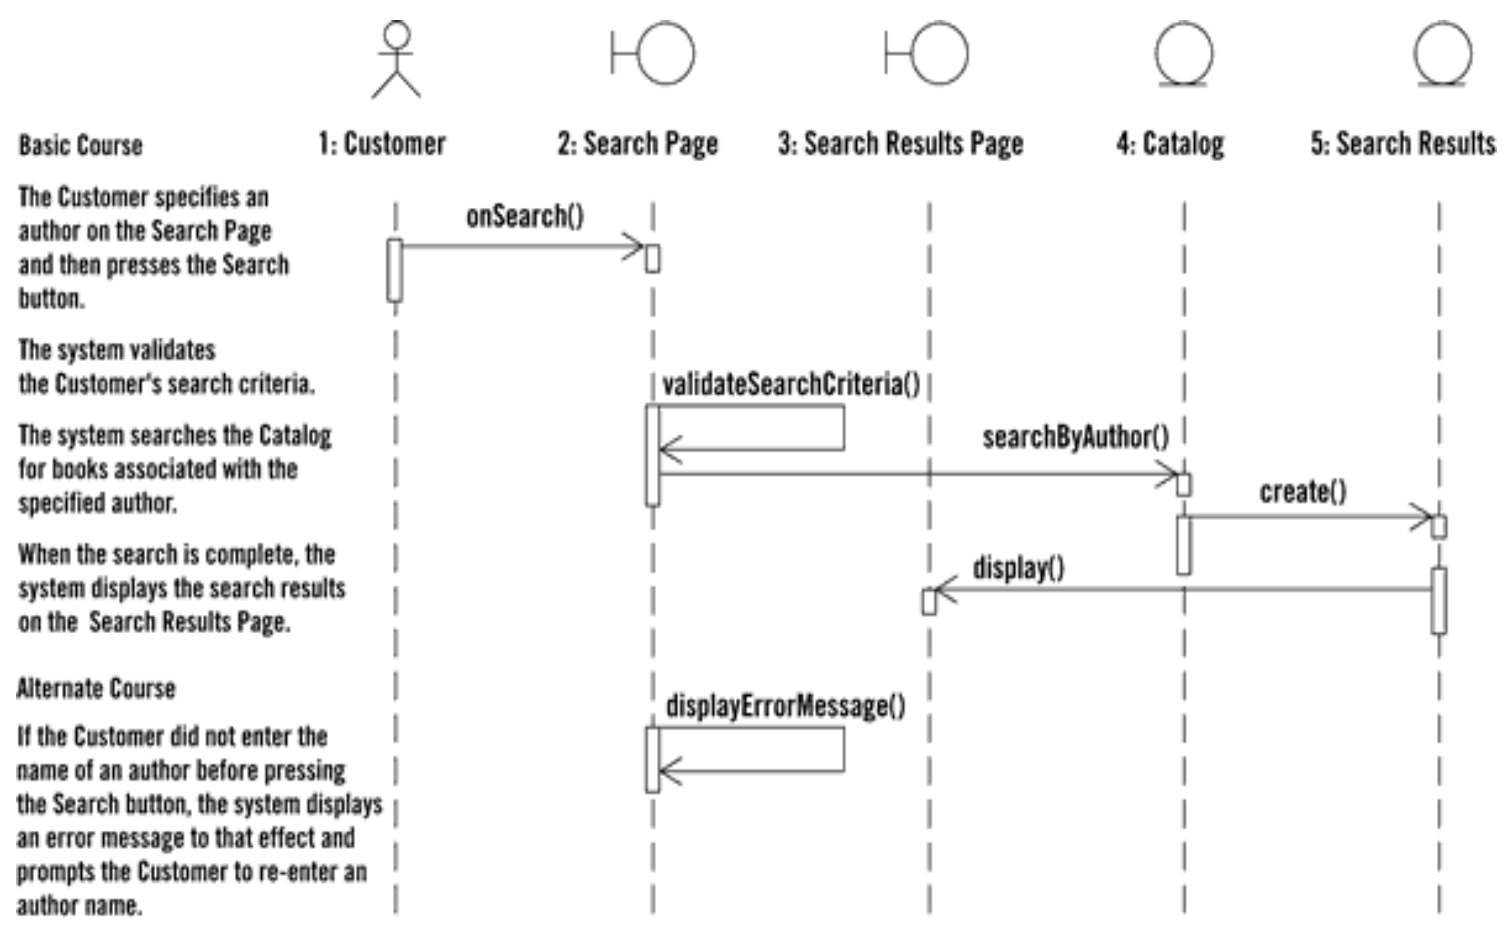 Basic Course
1: Customer
2: Search Page
3: Search Results Page
4: Catalog
5: Search Results
The Customer specifies an
author on the Search Page
and then presses the Search
button.
onSearch()
The system validates
the Customer's search criteria.
validateSearchCriteria()
The system searches the Catalog
for books associated with the
specified author.
searchByAuthor()
create()
When the search is complete, the
system displays the search results
on the Search Results Page.
display()
Alternate Course
displayErrorMessage()
If the Customer did not enter the
name of an author before pressing
the Search button, the system displays
an error message to that effect and
prompts the Customer to re-enter an
author name.